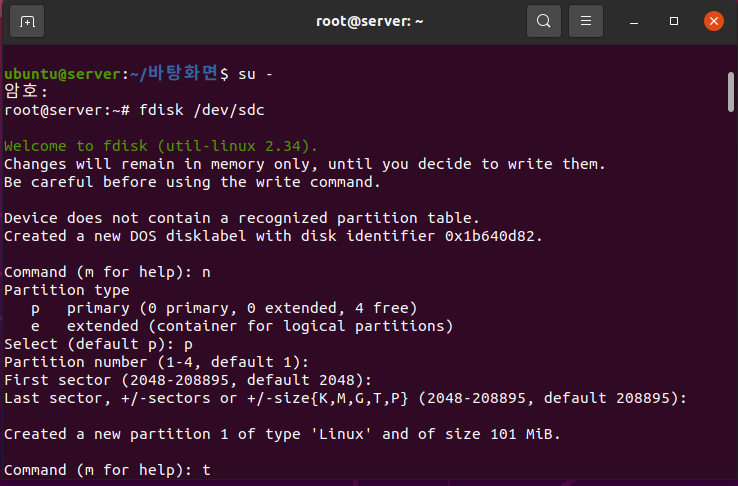 root@server: ~
ubuntu@server:~/바탕화면$ su -
암호:
root@server:~# fdisk /dev/sdc
Welcome to fdisk (util-linux 2.34).
Changes will remain in memory only, until you decide to write them.
Be careful before using the write command.
Device does not contain a recognized partition table.
Created a new DOS disklabel with disk identifier 0x1b640d82.
Command (m for help): n
Partition type
   p   primary (0 primary, 0 extended, 4 free)
   e   extended (container for logical partitions)
Select (default p): p
Partition number (1-4, default 1):
First sector (2048-208895, default 2048):
Last sector, +/-sectors or +/-size{K,M,G,T,P} (2048-208895, default 208895):
Created a new partition 1 of type 'Linux' and of size 101 MiB.
Command (m for help): t